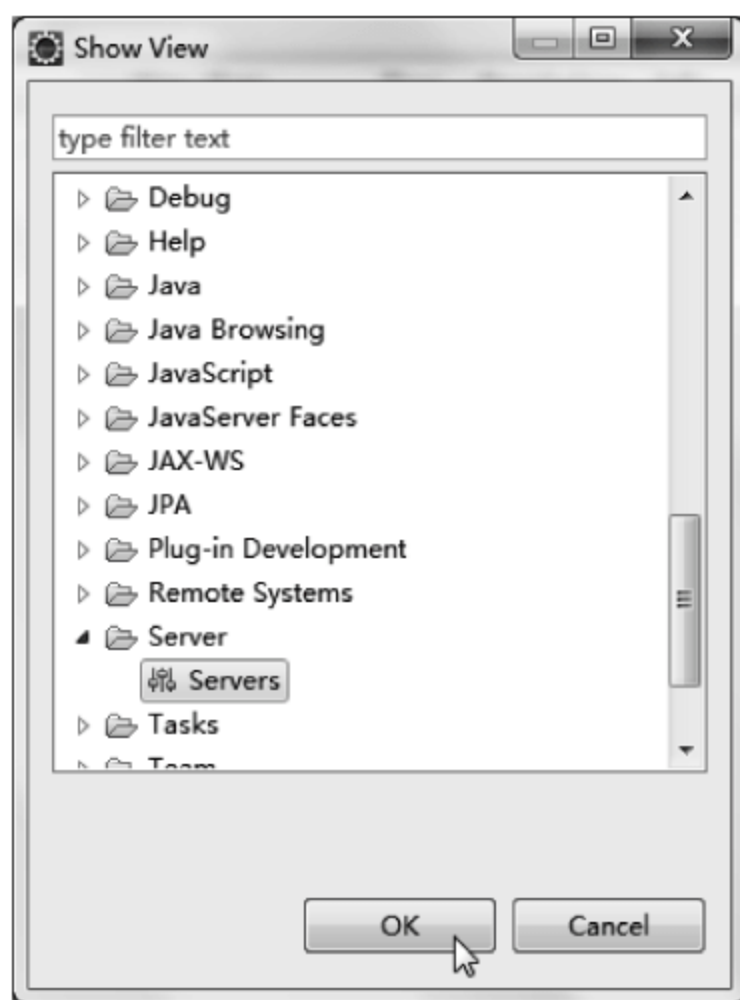 Show View
type filter text
Debug
Help
Java
Java Browsing
JavaScript
JavaServer Faces
JAX-WS
JPA
Plug-in Development
Remote Systems
Server
Servers
Tasks
Team
OK Cancel